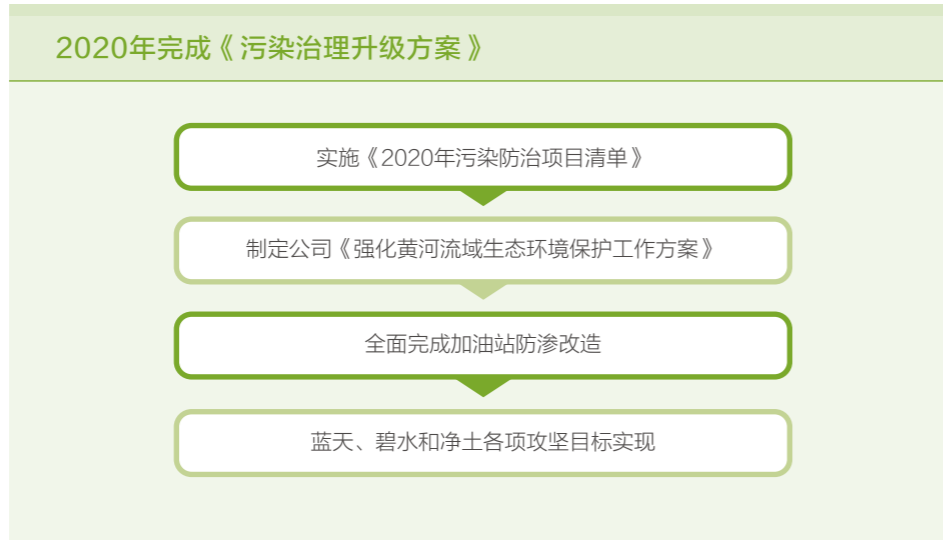 2020年完成《污染治理升级方案》
实施《2020年污染防治项目清单》
制定公司《强化黄河流域生态环境保护工作方案》
全面完成加油站防渗改造
蓝天、碧水和净土各项攻坚目标实现